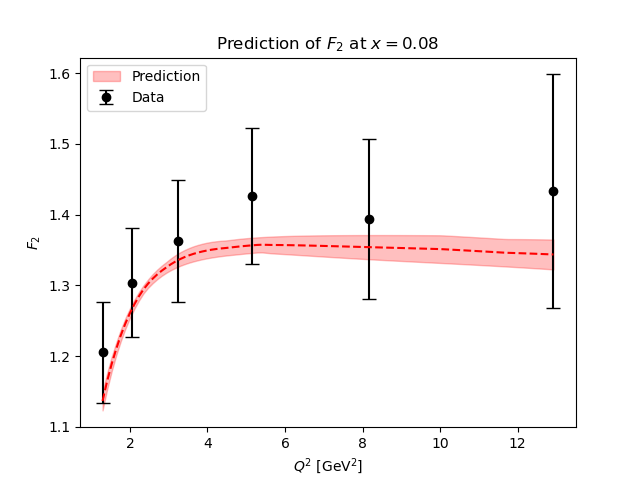 Prediction of F₂ at x = 0.08
Prediction
Data
1.6
1.5
1.4
1.3
1.2
1.1
F₂
2 4 6 8 10 12
Q² [GeV²]